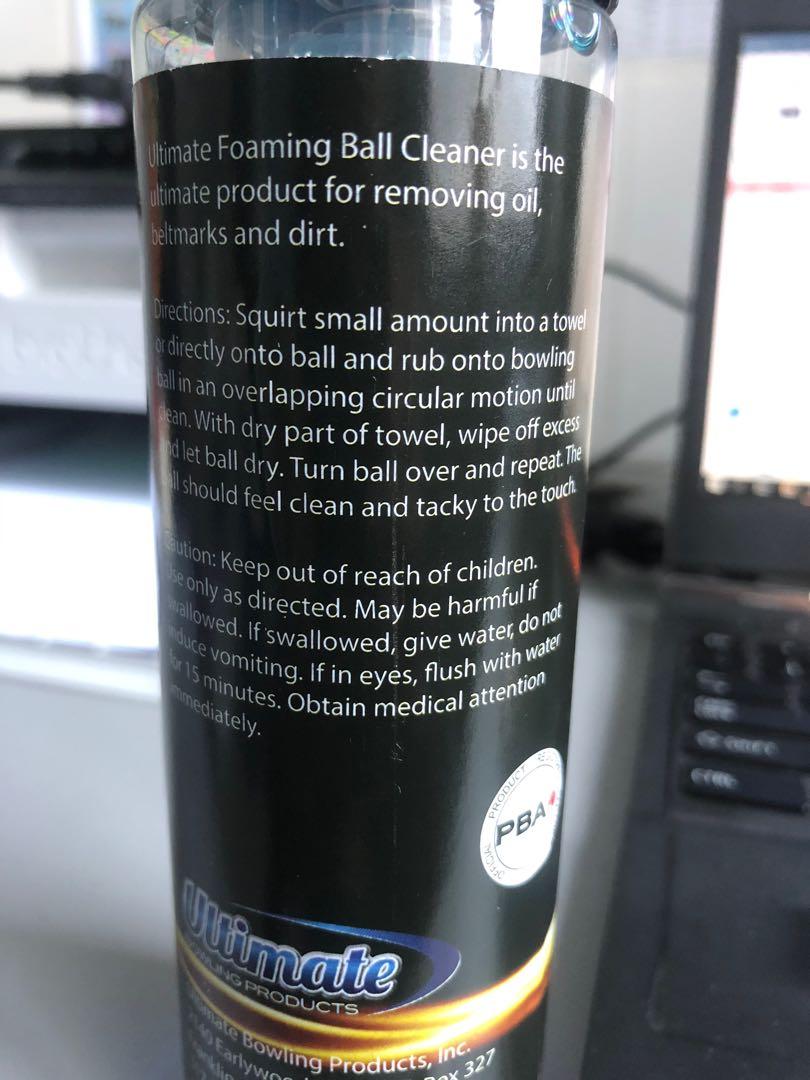 Ultimate Foaming Ball Cleaner is the
ultimate product for removing oil,
beltmarks and dirt.
Directions: Squirt small amount into a towel
or directly onto ball and rub onto bowling
ball in an overlapping circular motion until
clean. With dry part of towel, wipe off excess
and let ball dry. Turn ball over and repeat. The
ball should feel clean and tacky to the touch.
Caution: Keep out of reach of children.
Use only as directed. May be harmful if
swallowed. If swallowed, give water, do not
induce vomiting. If in eyes, flush with water
for 15 minutes. Obtain medical attention
immediately.
OFFICIAL PRODUCT
PBA
Ultimate
BOWLING PRODUCTS
Ultimate Bowling Products, Inc.
Box 327